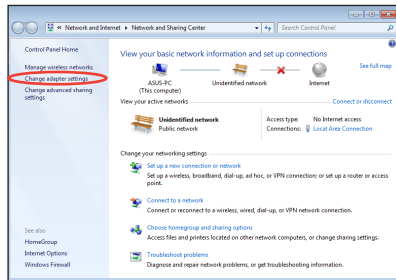 « Network and Internet ▸ Network and Sharing Center
Search Control Panel
Control Panel Home
Manage wireless networks
Change adapter settings
Change advanced sharing
settings
See also
HomeGroup
Internet Options
Windows Firewall
View your basic network information and set up connections
See full map
ASUS-PC
(This computer)
Unidentified network
Internet
View your active networks
Connect or disconnect
Unidentified network
Public network
Access type: No Internet access
Connections: Local Area Connection
Change your networking settings
Set up a new connection or network
Set up a wireless, broadband, dial-up, ad hoc, or VPN connection; or set up a router or access
point.
Connect to a network
Connect or reconnect to a wireless, wired, dial-up, or VPN network connection.
Choose homegroup and sharing options
Access files and printers located on other network computers, or change sharing settings.
Troubleshoot problems
Diagnose and repair network problems, or get troubleshooting information.